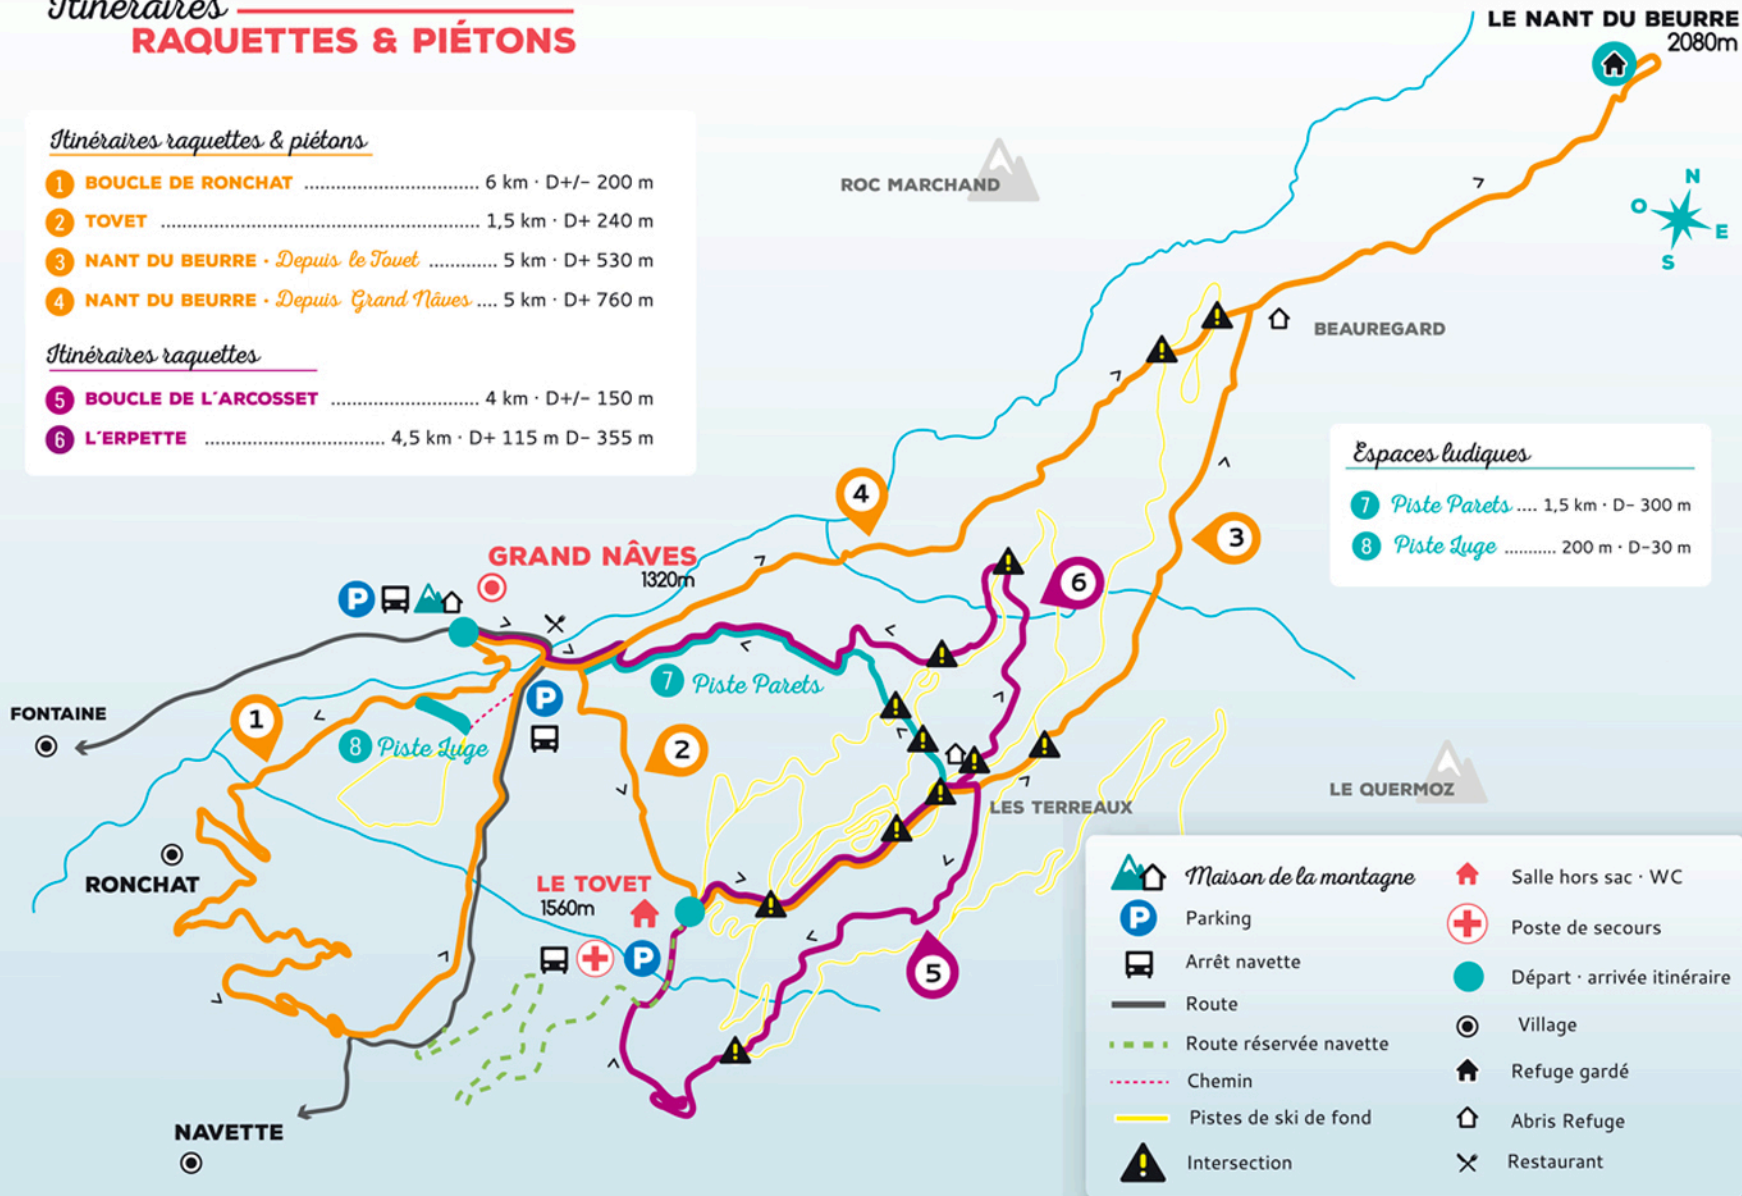 Itinéraires
RAQUETTES & PIÉTONS
Itinéraires raquettes & piétons
1 BOUCLE DE RONCHAT ................................ 6 km · D+/- 200 m
2 TOVET .......................................................... 1,5 km · D+ 240 m
3 NANT DU BEURRE · Depuis le Tovet ............. 5 km · D+ 530 m
4 NANT DU BEURRE · Depuis Grand Nâves .... 5 km · D+ 760 m
Itinéraires raquettes
5 BOUCLE DE L'ARCOSSET ........................... 4 km · D+/- 150 m
6 L'ERPETTE ................................. 4,5 km · D+ 115 m D- 355 m
LE NANT DU BEURRE
2080m
ROC MARCHAND
N
O
E
S
BEAUREGARD
Espaces ludiques
7 Piste Parets .... 1,5 km · D- 300 m
8 Piste Luge ........... 200 m · D-30 m
4
3
GRAND NÂVES
1320m
6
P
7 Piste Parets
P
FONTAINE
1
8 Piste Luge
2
LES TERREAUX
LE QUERMOZ
RONCHAT
LE TOVET
1560m
P
5
NAVETTE
Maison de la montagne
P Parking
Arrêt navette
Route
Route réservée navette
Chemin
Pistes de ski de fond
Intersection
Salle hors sac · WC
Poste de secours
Départ · arrivée itinéraire
Village
Refuge gardé
Abris Refuge
Restaurant